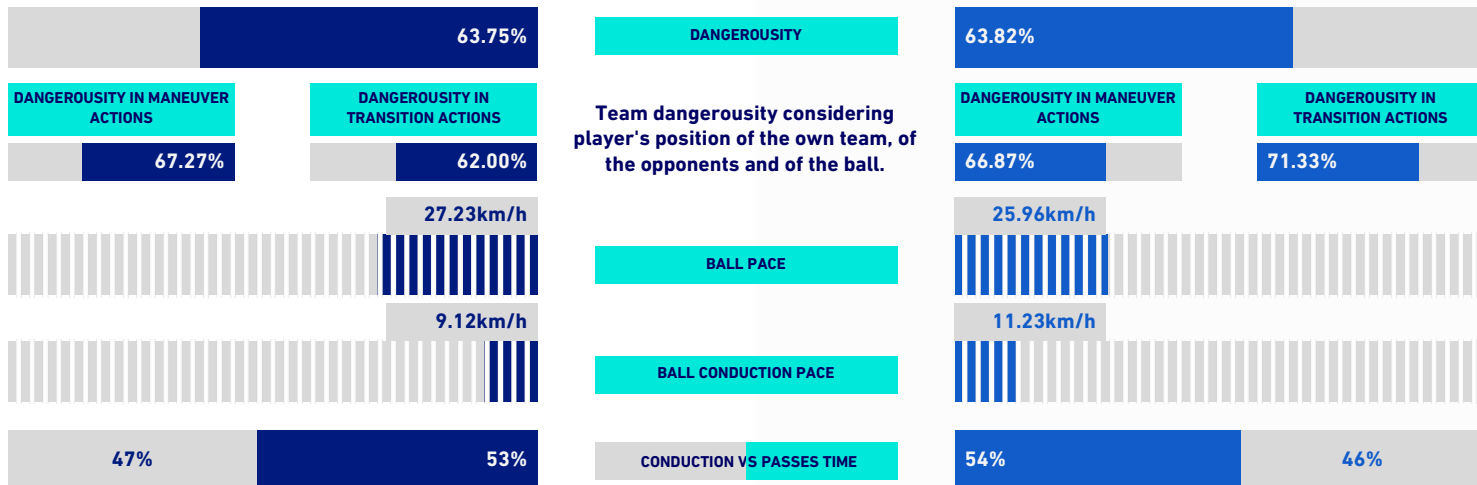 63.75%
DANGEROUSITY
63.82%
DANGEROUSITY IN MANEUVER
ACTIONS
67.27%
DANGEROUSITY IN
TRANSITION ACTIONS
62.00%
Team dangerousity considering
player's position of the own team, of
the opponents and of the ball.
DANGEROUSITY IN MANEUVER
ACTIONS
66.87%
DANGEROUSITY IN
TRANSITION ACTIONS
71.33%
27.23km/h
BALL PACE
25.96km/h
9.12km/h
BALL CONDUCTION PACE
11.23km/h
47%
53%
CONDUCTION VS PASSES TIME
54%
46%